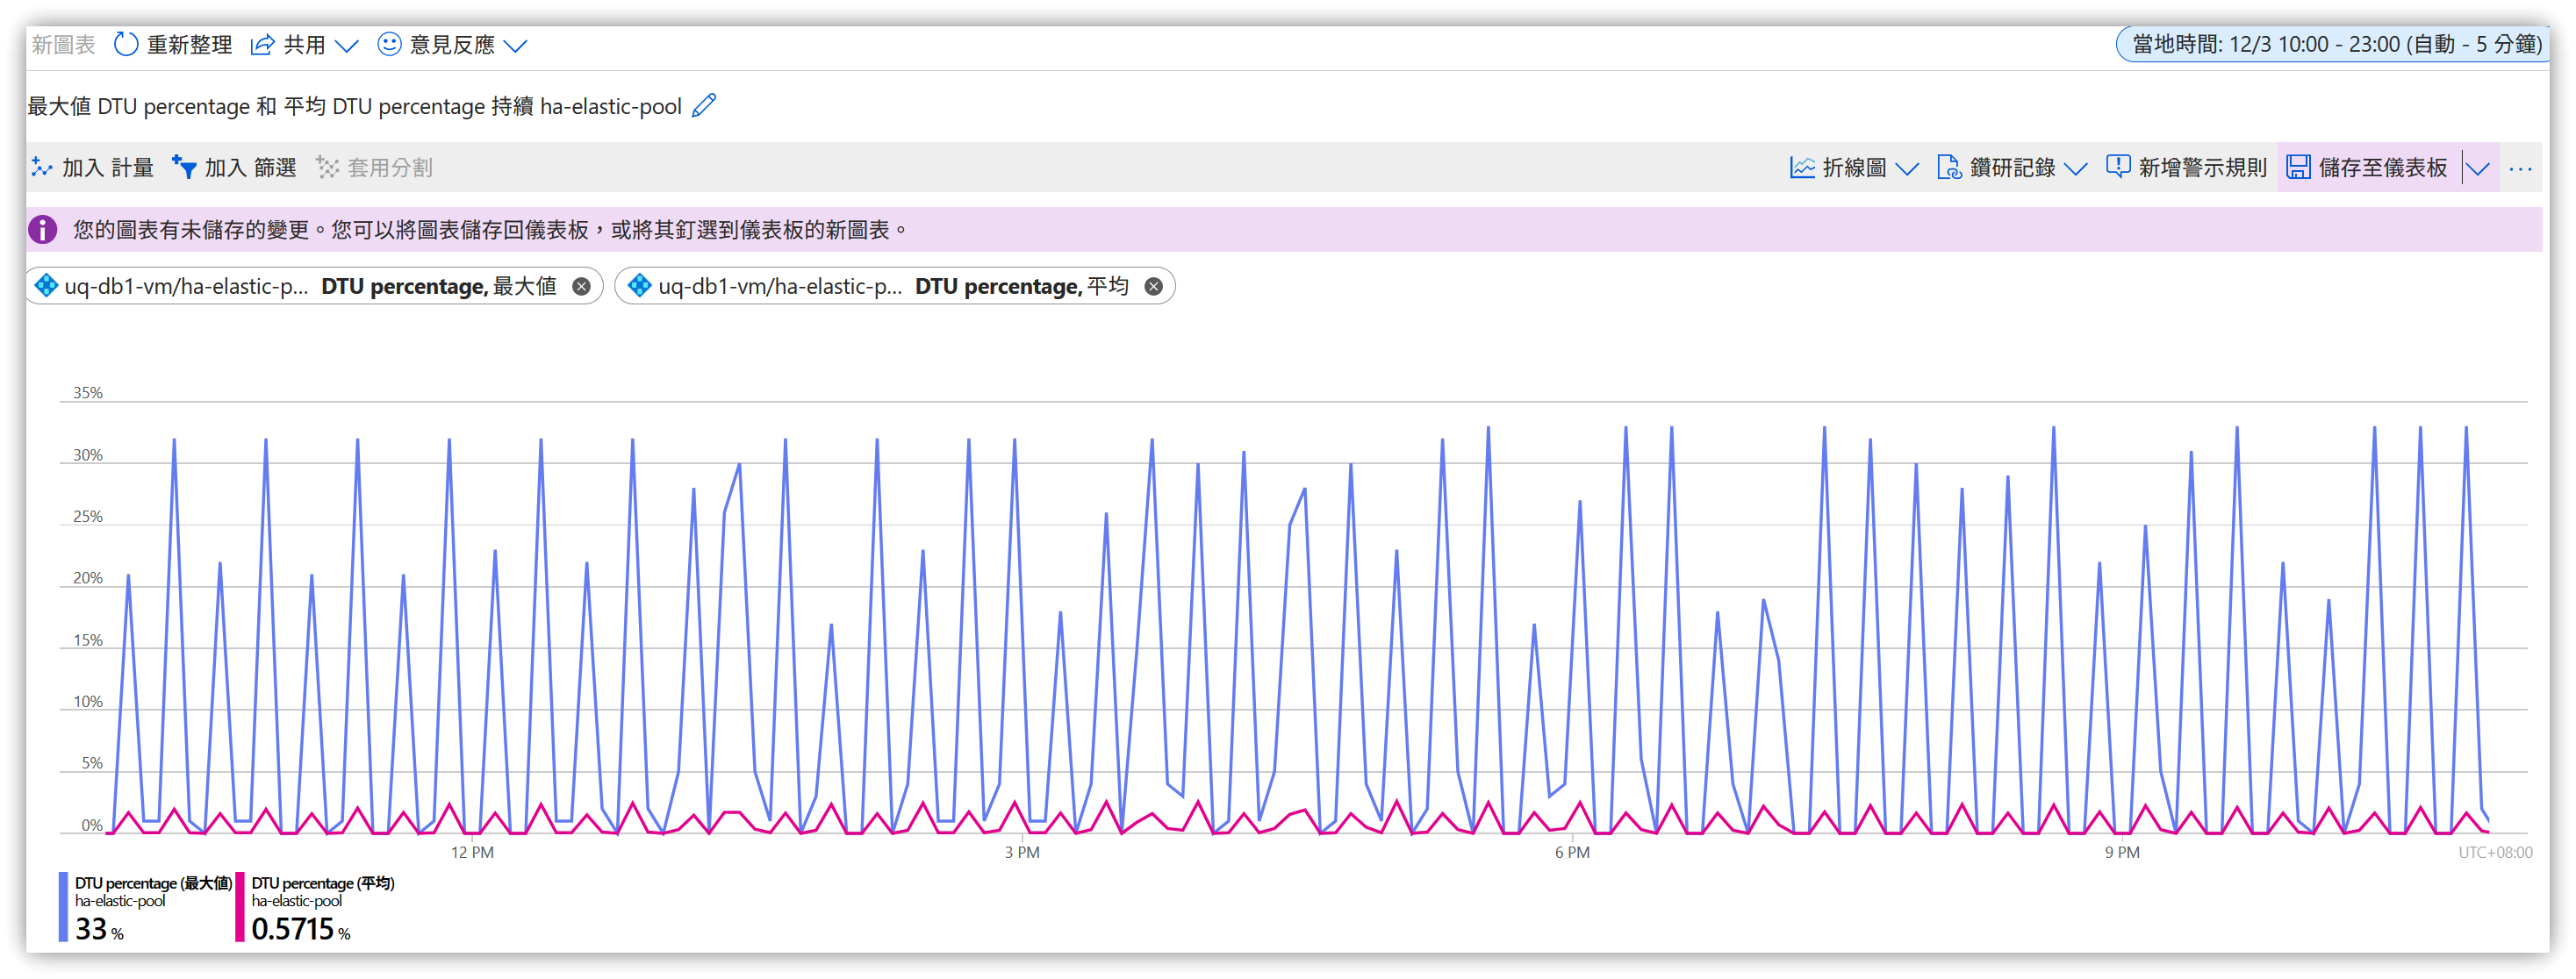 新圖表 重新整理 共用 意見反應 當地時間: 12/3 10:00 - 23:00 (自動 - 5 分鐘)
最大值 DTU percentage 和 平均 DTU percentage 持續 ha-elastic-pool
加入 計量 加入 篩選 套用分割 折線圖 鑽研記錄 新增警示規則 儲存至儀表板 ...
您的圖表有未儲存的變更。您可以將圖表儲存回儀表板，或將其釘選到儀表板的新圖表。
uq-db1-vm/ha-elastic-p... DTU percentage, 最大值 uq-db1-vm/ha-elastic-p... DTU percentage, 平均
35%
30%
25%
20%
15%
10%
5%
0%
12 PM 3 PM 6 PM 9 PM UTC+08:00
DTU percentage (最大值) DTU percentage (平均)
ha-elastic-pool ha-elastic-pool
33 % 0.5715 %